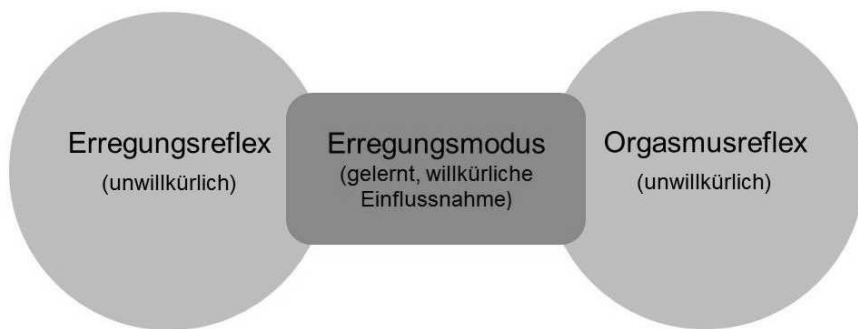 Erregungsreflex
(unwillkürlich)
Erregungsmodus
(gelernt, willkürliche
Einflussnahme)
Orgasmusreflex
(unwillkürlich)